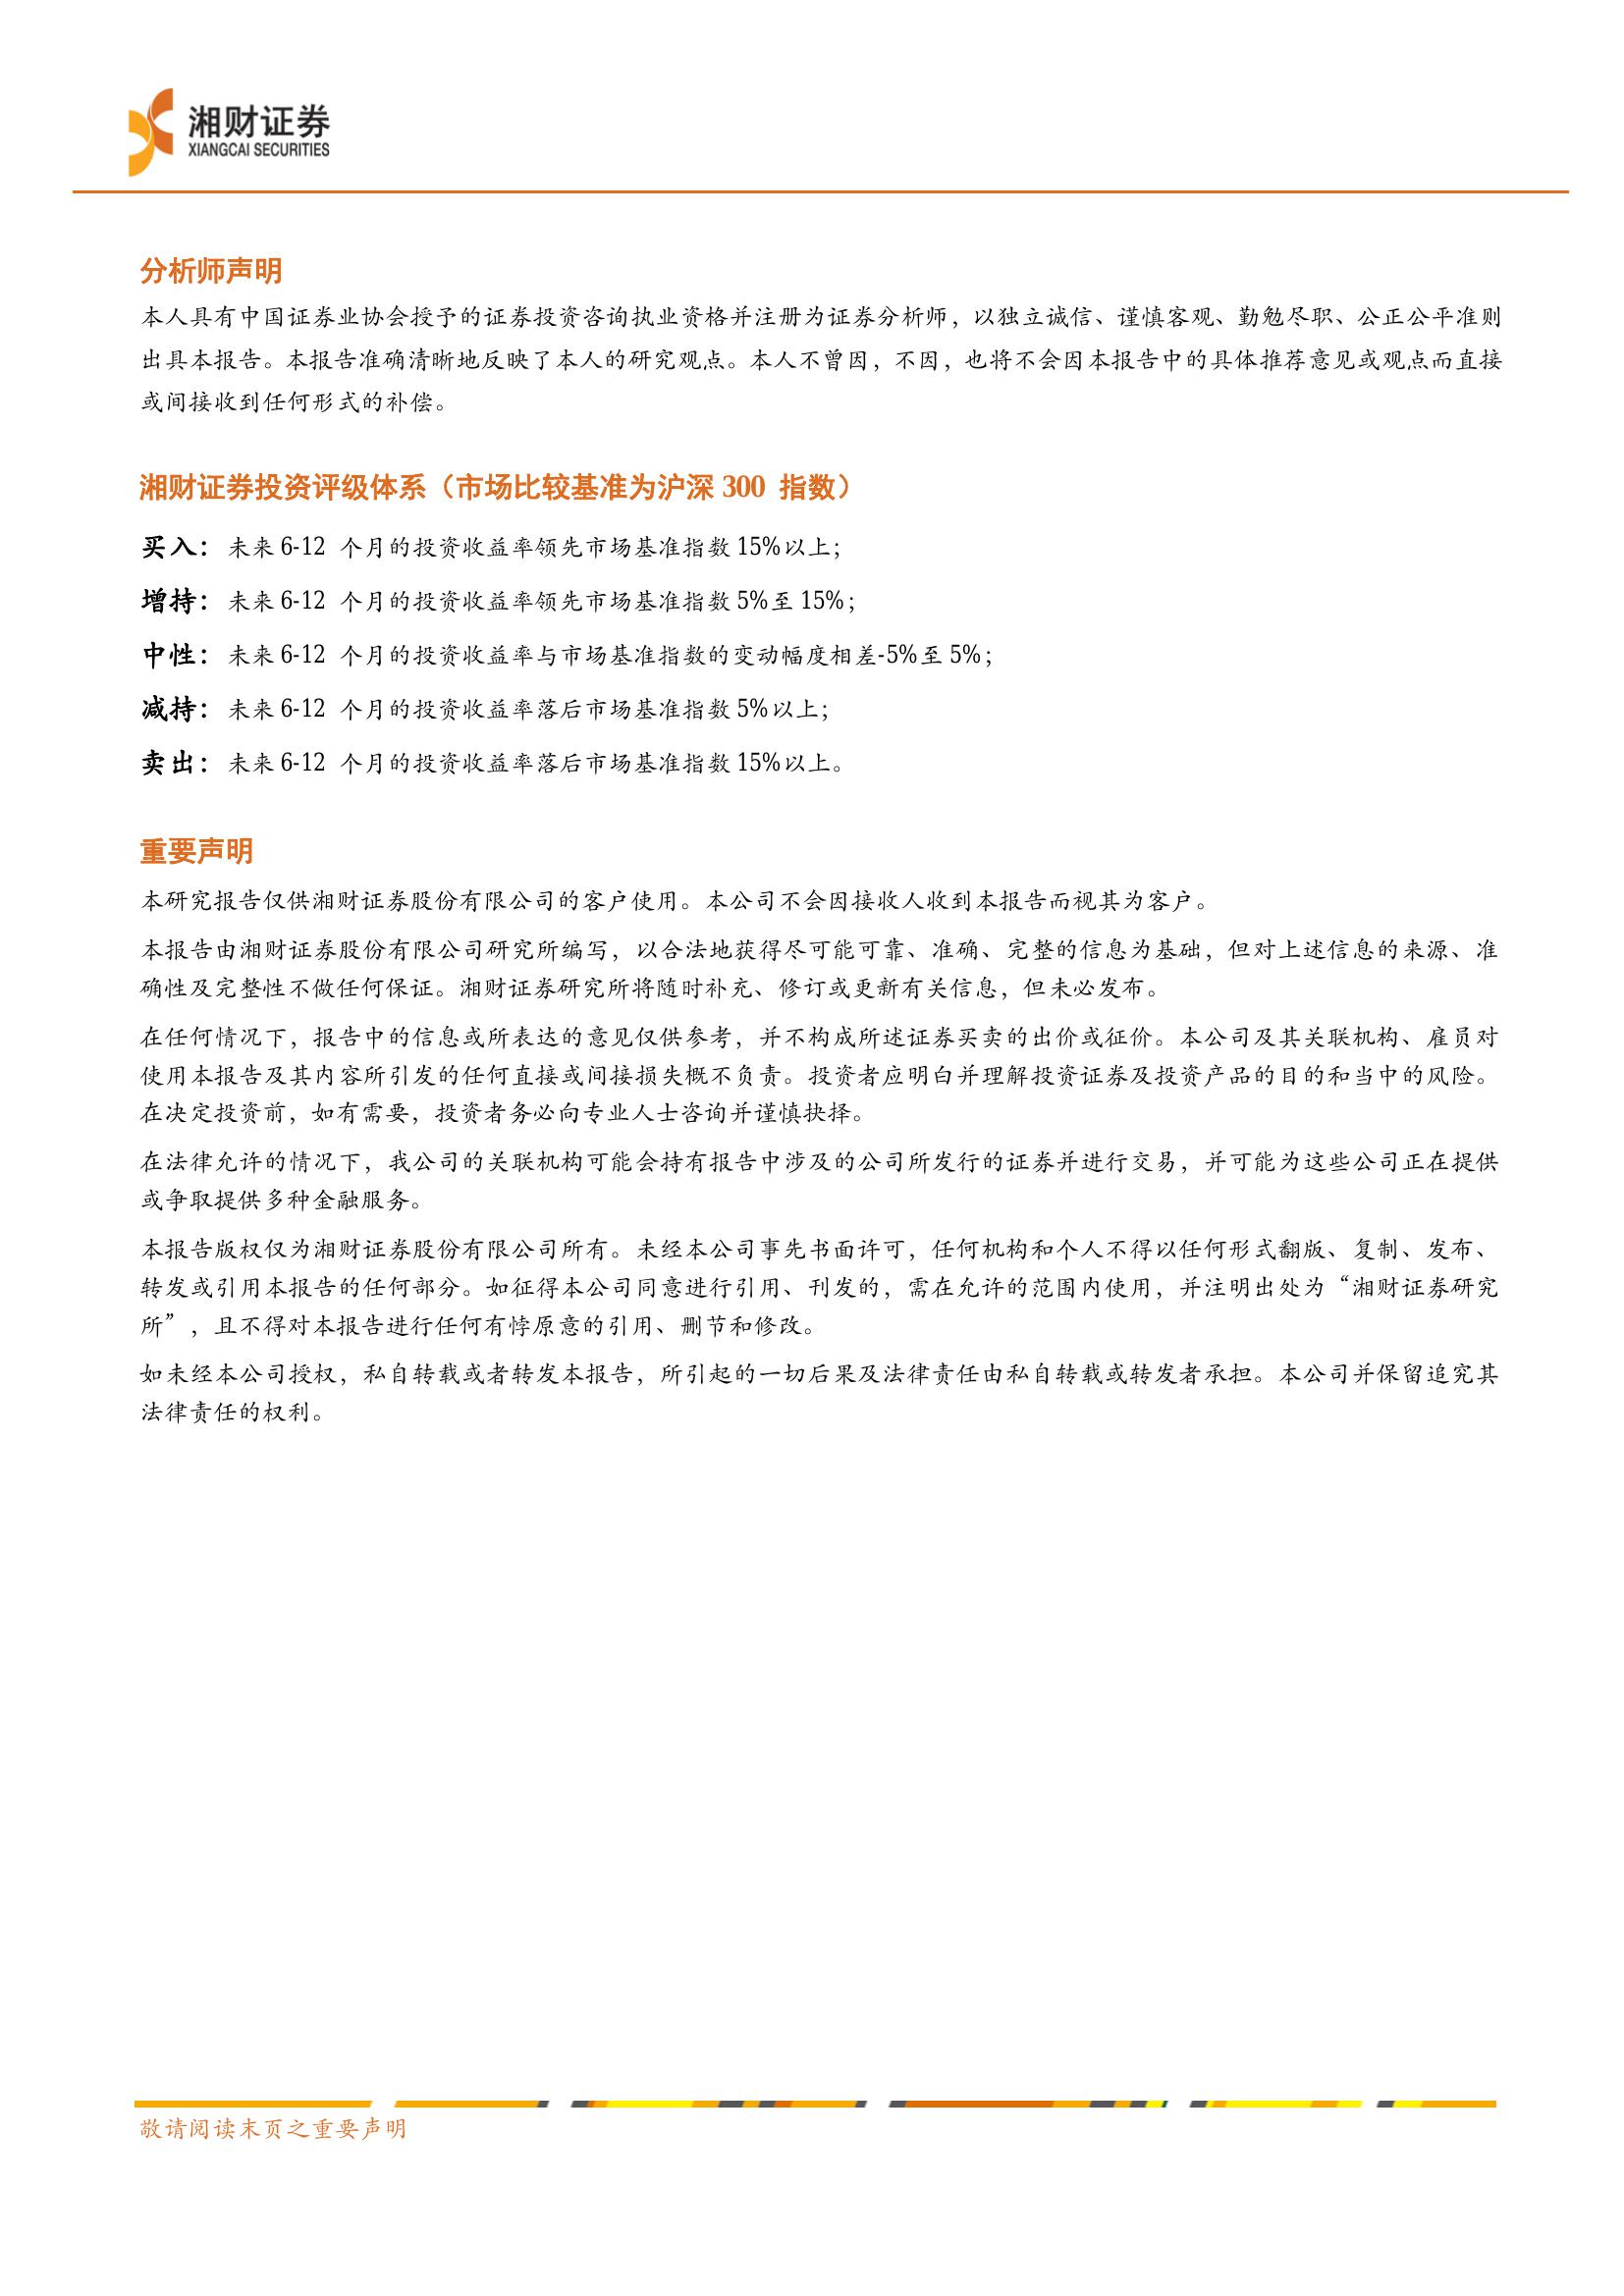 湘财证券
XIANGCAI SECURITIES
分析师声明
本人具有中国证券业协会授予的证券投资咨询执业资格并注册为证券分析师，以独立诚信、谨慎客观、勤勉尽职、公正公平准则
出具本报告。本报告准确清晰地反映了本人的研究观点。本人不曾因，不因，也将不会因本报告中的具体推荐意见或观点而直接
或间接收到任何形式的补偿。
湘财证券投资评级体系（市场比较基准为沪深 300 指数）
买入：未来 6-12 个月的投资收益率领先市场基准指数 15%以上；
增持：未来 6-12 个月的投资收益率领先市场基准指数 5%至 15%；
中性：未来 6-12 个月的投资收益率与市场基准指数的变动幅度相差-5%至 5%；
减持：未来 6-12 个月的投资收益率落后市场基准指数 5%以上；
卖出：未来 6-12 个月的投资收益率落后市场基准指数 15%以上。
重要声明
本研究报告仅供湘财证券股份有限公司的客户使用。本公司不会因接收人收到本报告而视其为客户。
本报告由湘财证券股份有限公司研究所编写，以合法地获得尽可能可靠、准确、完整的信息为基础，但对上述信息的来源、准
确性及完整性不做任何保证。湘财证券研究所将随时补充、修订或更新有关信息，但未必发布。
在任何情况下，报告中的信息或所表达的意见仅供参考，并不构成所述证券买卖的出价或征价。本公司及其关联机构、雇员对
使用本报告及其内容所引发的任何直接或间接损失概不负责。投资者应明白并理解投资证券及投资产品的目的和当中的风险。
在决定投资前，如有需要，投资者务必向专业人士咨询并谨慎抉择。
在法律允许的情况下，我公司的关联机构可能会持有报告中涉及的公司所发行的证券并进行交易，并可能为这些公司正在提供
或争取提供多种金融服务。
本报告版权仅为湘财证券股份有限公司所有。未经本公司事先书面许可，任何机构和个人不得以任何形式翻版、复制、发布、
转发或引用本报告的任何部分。如征得本公司同意进行引用、刊发的，需在允许的范围内使用，并注明出处为“湘财证券研究
所”，且不得对本报告进行任何有悖原意的引用、删节和修改。
如未经本公司授权，私自转载或者转发本报告，所引起的一切后果及法律责任由私自转载或转发者承担。本公司并保留追究其
法律责任的权利。
敬请阅读末页之重要声明